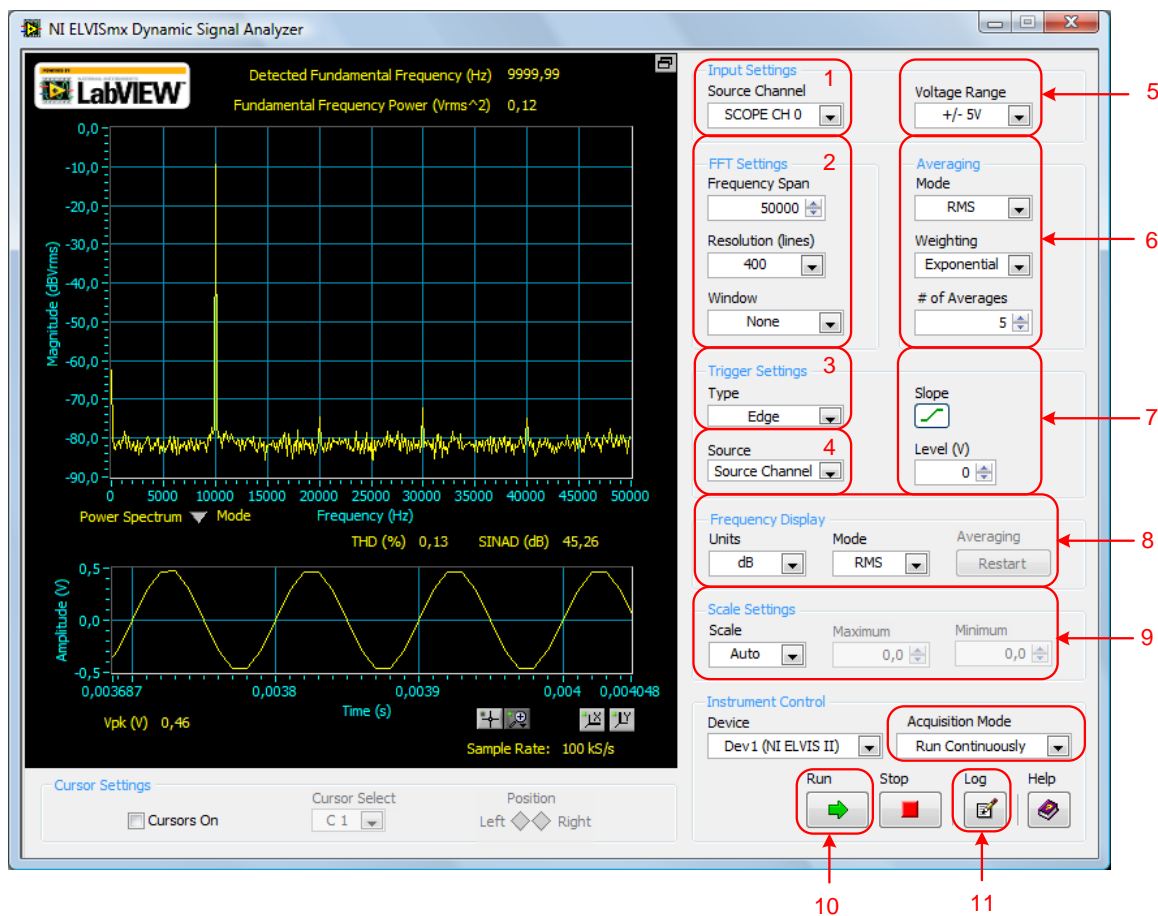 NI ELVISmx Dynamic Signal Analyzer
POWERED BY
NATIONAL INSTRUMENTS
LabVIEW
Detected Fundamental Frequency (Hz) 9999,99
Fundamental Frequency Power (Vrms^2) 0,12
Magnitude (dBVrms)
0,0
-10,0
-20,0
-30,0
-40,0
-50,0
-60,0
-70,0
-80,0
-90,0
0 5000 10000 15000 20000 25000 30000 35000 40000 45000 50000
Power Spectrum Mode Frequency (Hz)
THD (%) 0,13 SINAD (dB) 45,26
Amplitude (V)
0,5
0,0
-0,5
0,003687 0,0038 0,0039 0,004 0,004048
Time (s)
Vpk (V) 0,46
Sample Rate: 100 kS/s
Cursor Settings
Cursors On
Cursor Select
C 1
Position
Left Right
Input Settings 1
Source Channel
SCOPE CH 0
Voltage Range
+/- 5V
5
FFT Settings 2
Frequency Span
50000
Resolution (lines)
400
Window
None
Averaging
Mode
RMS
Weighting
Exponential
# of Averages
5
6
Trigger Settings 3
Type
Edge
Source 4
Source Channel
Slope
Level (V)
0
7
Frequency Display
Units Mode Averaging
dB RMS Restart
8
Scale Settings
Scale Maximum Minimum
Auto 0,0 0,0
9
Instrument Control
Device Acquisition Mode
Dev1 (NI ELVIS II) Run Continuously
Run Stop Log Help
X Y
10 11